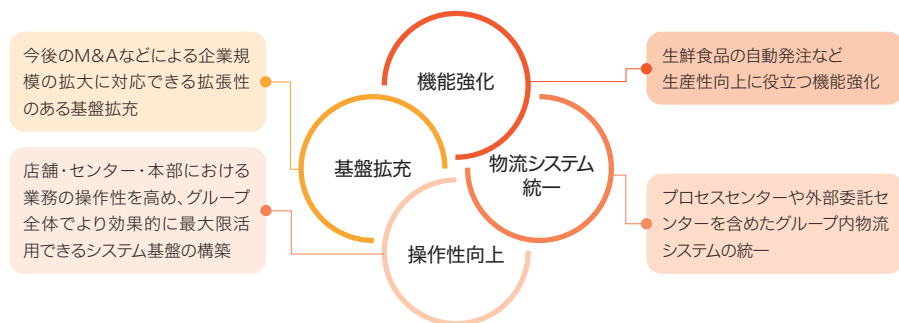 今後のM&Aなどによる企業規
模の拡大に対応できる拡張性
のある基盤拡充
機能強化
生鮮食品の自動発注など
生産性向上に役立つ機能強化
基盤拡充
物流システム
統一
店舗・センター・本部における
業務の操作性を高め、グループ
全体でより効果的に最大限活
用できるシステム基盤の構築
プロセスセンターや外部委託セ
ンターを含めたグループ内物流
システムの統一
操作性向上